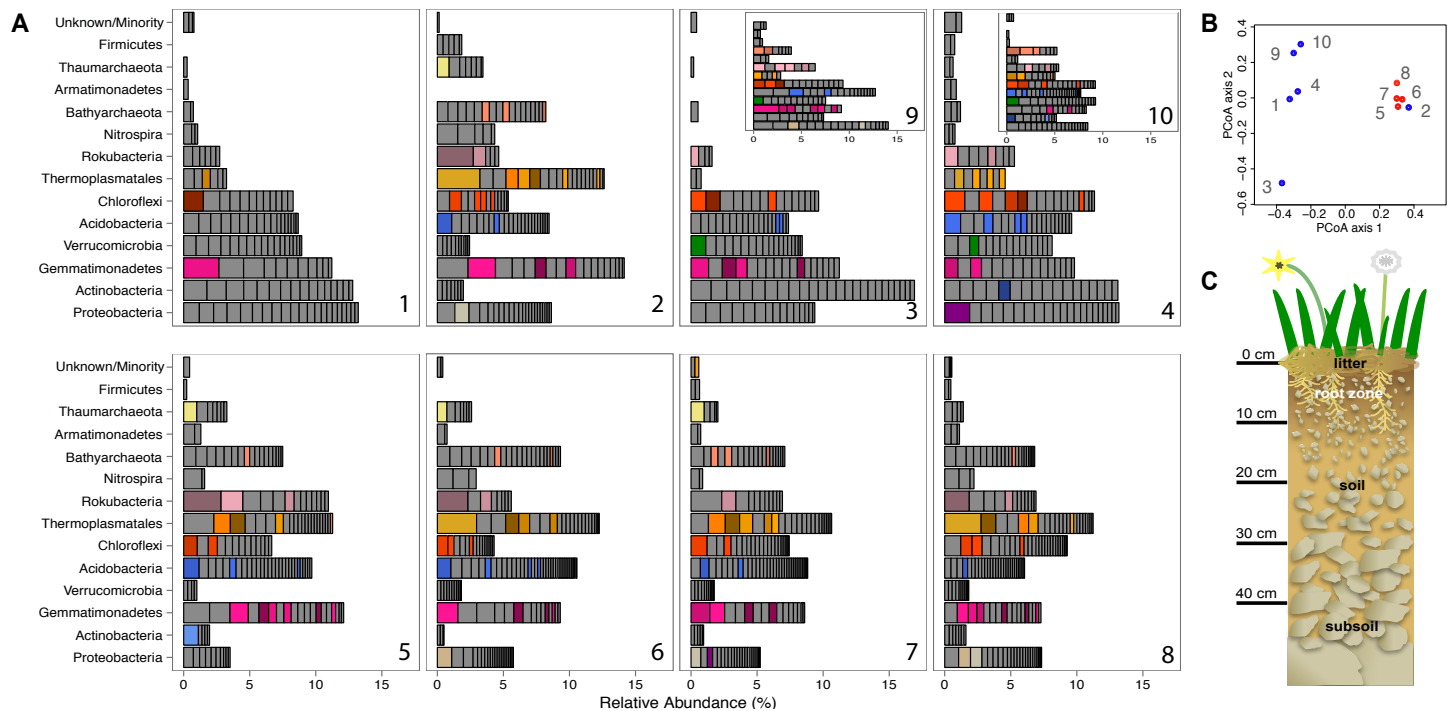 A
Unknown/Minority
Firmicutes
Thaumarchaeota
Armatimonadetes
Bathyarchaeota
Nitrospira
Rokubacteria
Thermoplasmatales
Chloroflexi
Acidobacteria
Verrucomicrobia
Gemmatimonadetes
Actinobacteria
Proteobacteria
1
2
3
4
9
0 5 10 15
10
0 5 10 15
Unknown/Minority
Firmicutes
Thaumarchaeota
Armatimonadetes
Bathyarchaeota
Nitrospira
Rokubacteria
Thermoplasmatales
Chloroflexi
Acidobacteria
Verrucomicrobia
Gemmatimonadetes
Actinobacteria
Proteobacteria
5
6
7
8
0 5 10 15
0 5 10 15
0 5 10 15
0 5 10 15
Relative Abundance (%)
B
PCoA axis 2
0.4
0.2
0.0
−0.2
−0.4
−0.6
9 10
4
1
3
8
7 6
5 2
−0.4 −0.2 0.0 0.2 0.4
PCoA axis 1
C
0 cm
litter
root zone
10 cm
20 cm
soil
30 cm
40 cm
subsoil